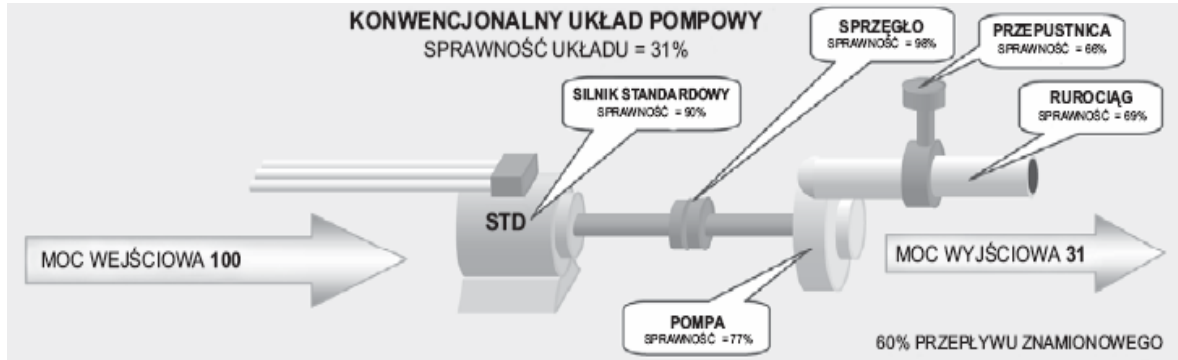 KONWENCJONALNY UKŁAD POMPOWY
SPRAWNOŚĆ UKŁADU = 31%
SPRZĘGŁO
SPRAWNOŚĆ = 98%
PRZEPUSTNICA
SPRAWNOŚĆ = 66%
SILNIK STANDARDOWY
SPRAWNOŚĆ = 90%
RUROCIĄG
SPRAWNOŚĆ = 69%
STD
MOC WEJŚCIOWA 100
MOC WYJŚCIOWA 31
POMPA
SPRAWNOŚĆ = 77%
60% PRZEPŁYWU ZNAMIONOWEGO